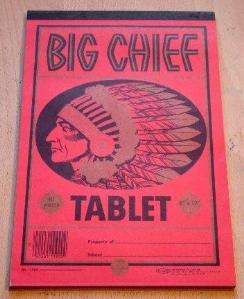 BIG CHIEF
TABLET
Property of
School